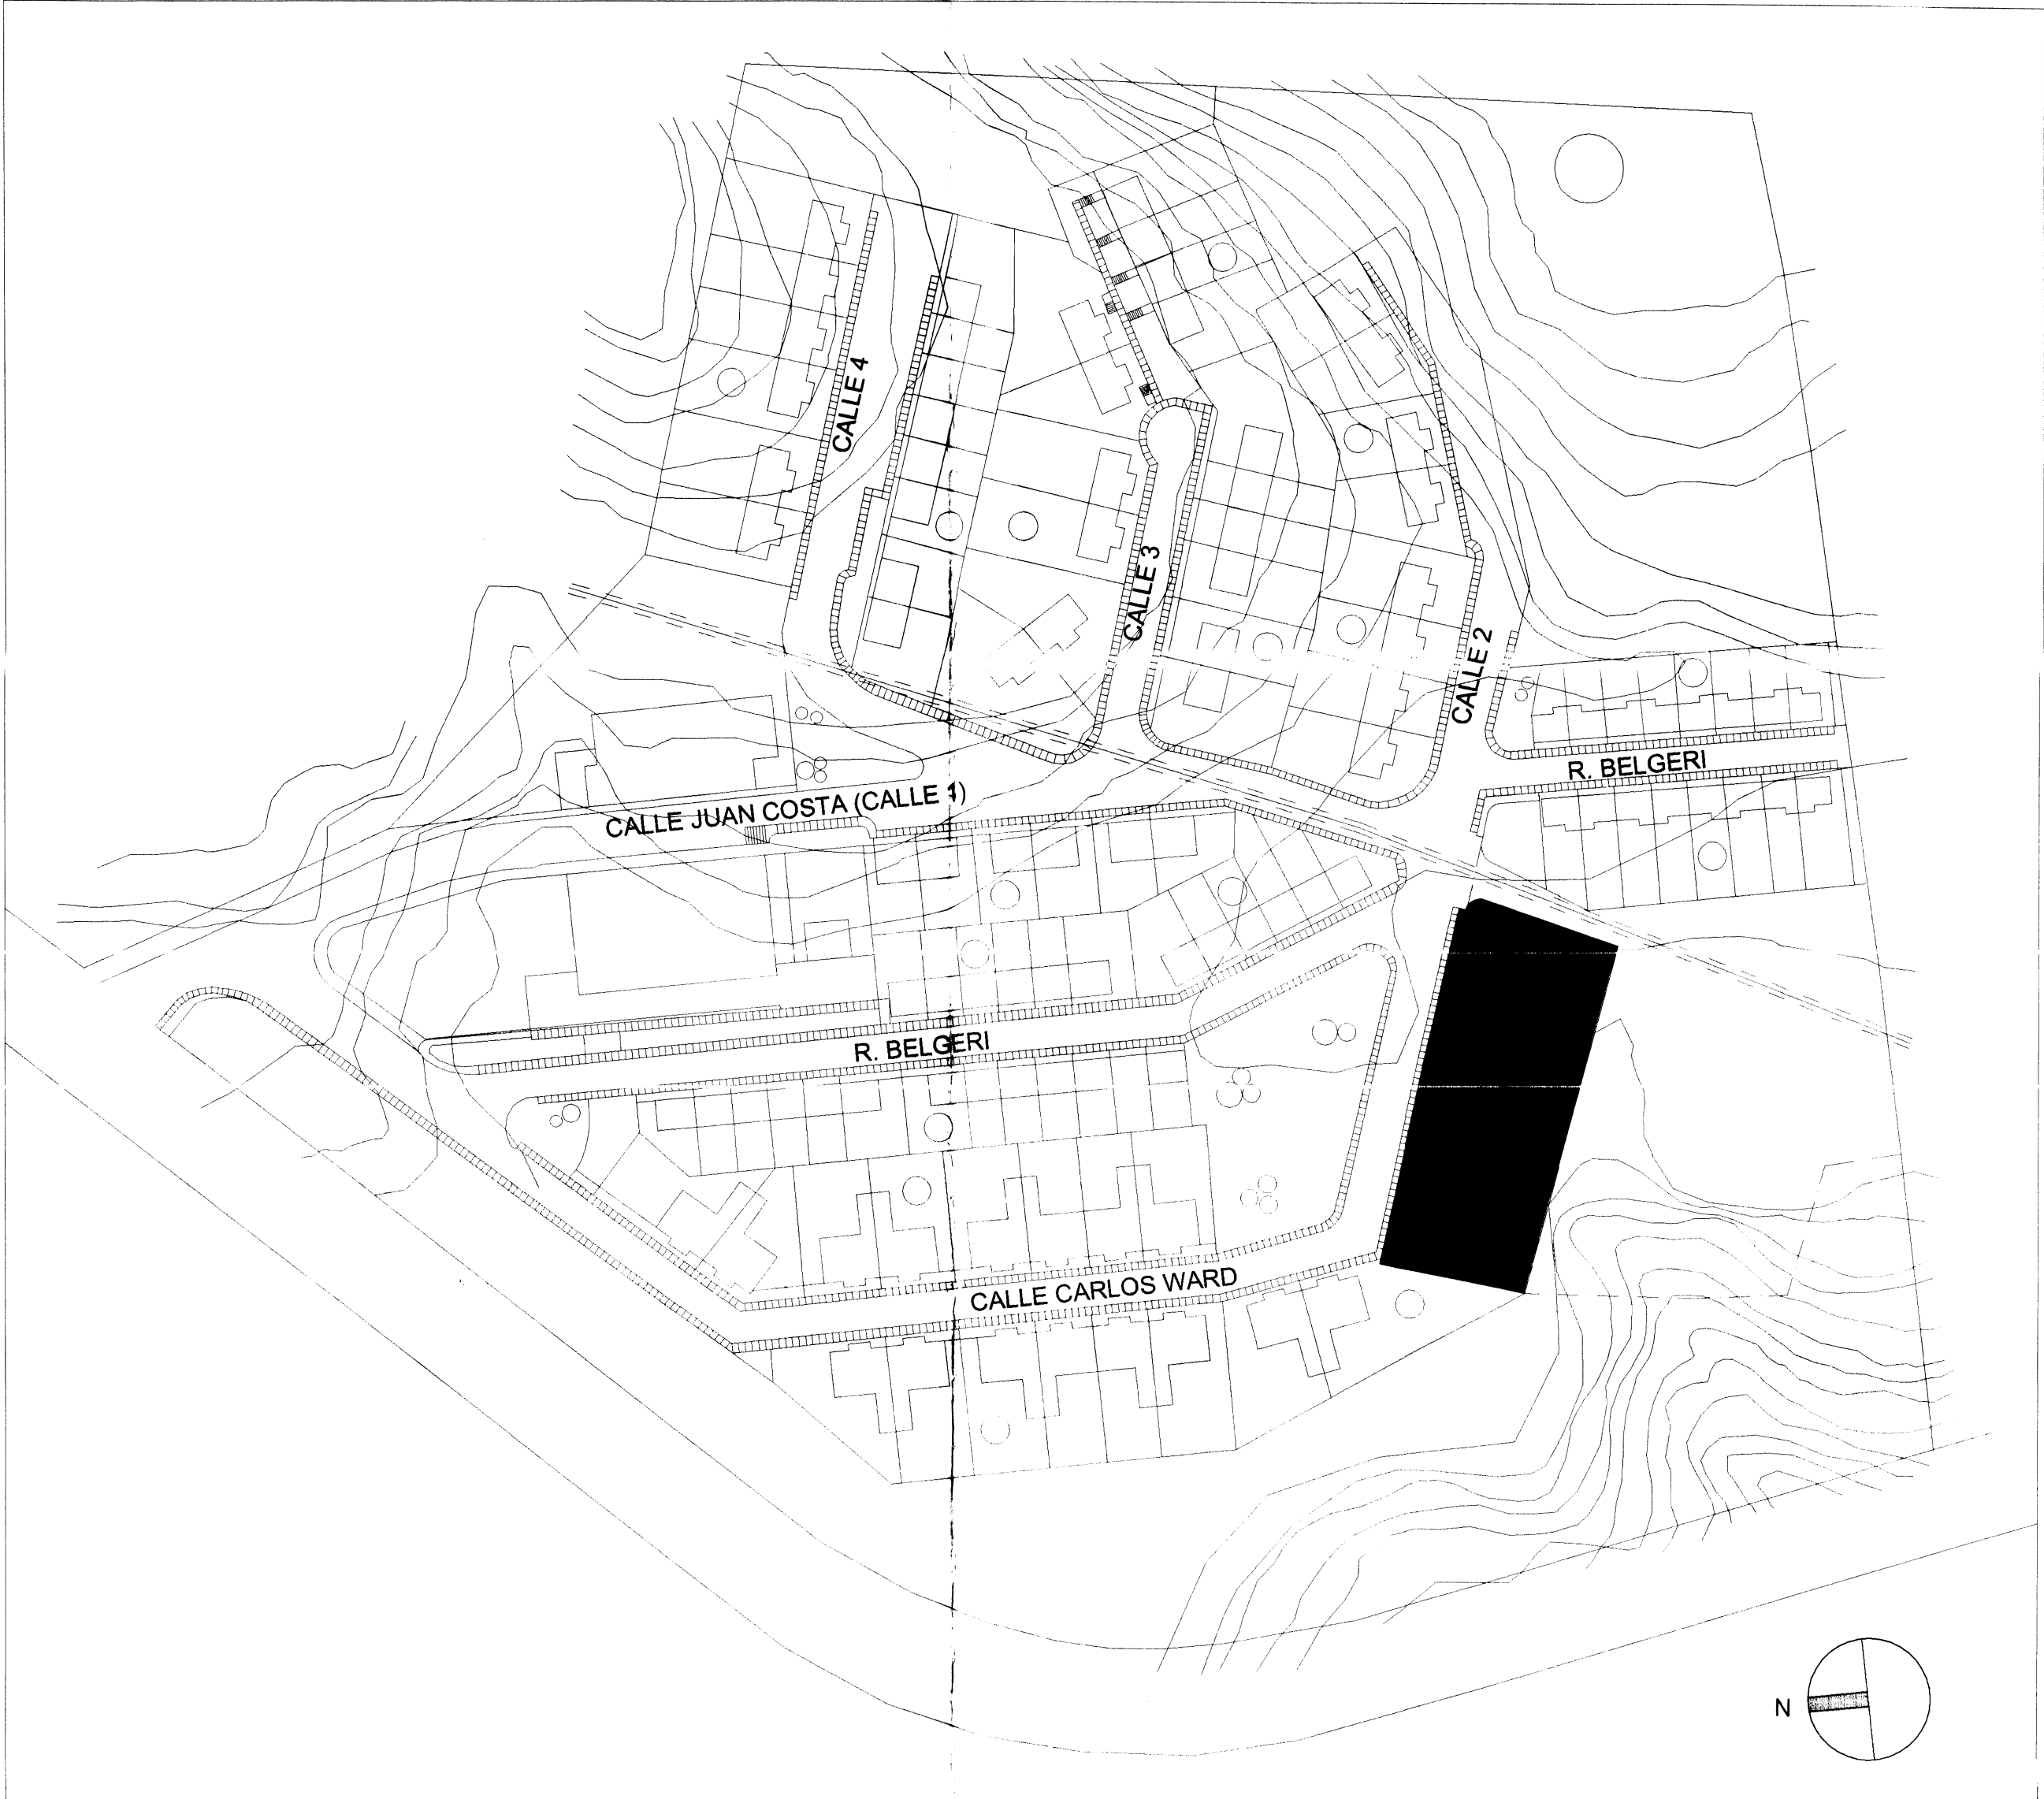 CALLE 4
CALLE 3
CALLE 2
R. BELGERI
CALLE JUAN COSTA (CALLE 1)
R. BELGERI
CALLE CARLOS WARD
N